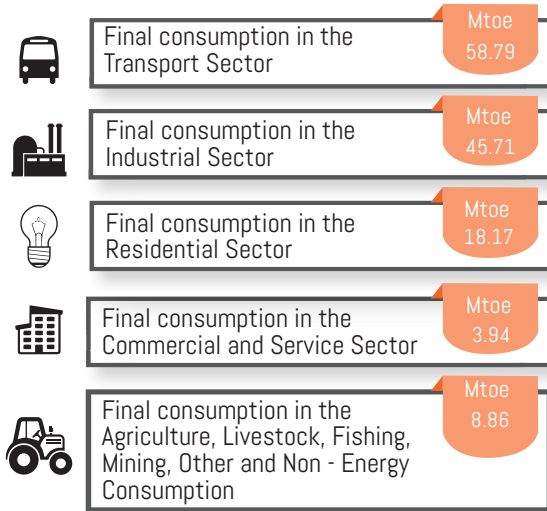 Final consumption in the
Transport Sector
Mtoe
58.79
Final consumption in the
Industrial Sector
Mtoe
45.71
Final consumption in the
Residential Sector
Mtoe
18.17
Final consumption in the
Commercial and Service Sector
Mtoe
3.94
Final consumption in the
Agriculture, Livestock, Fishing,
Mining, Other and Non - Energy
Consumption
Mtoe
8.86